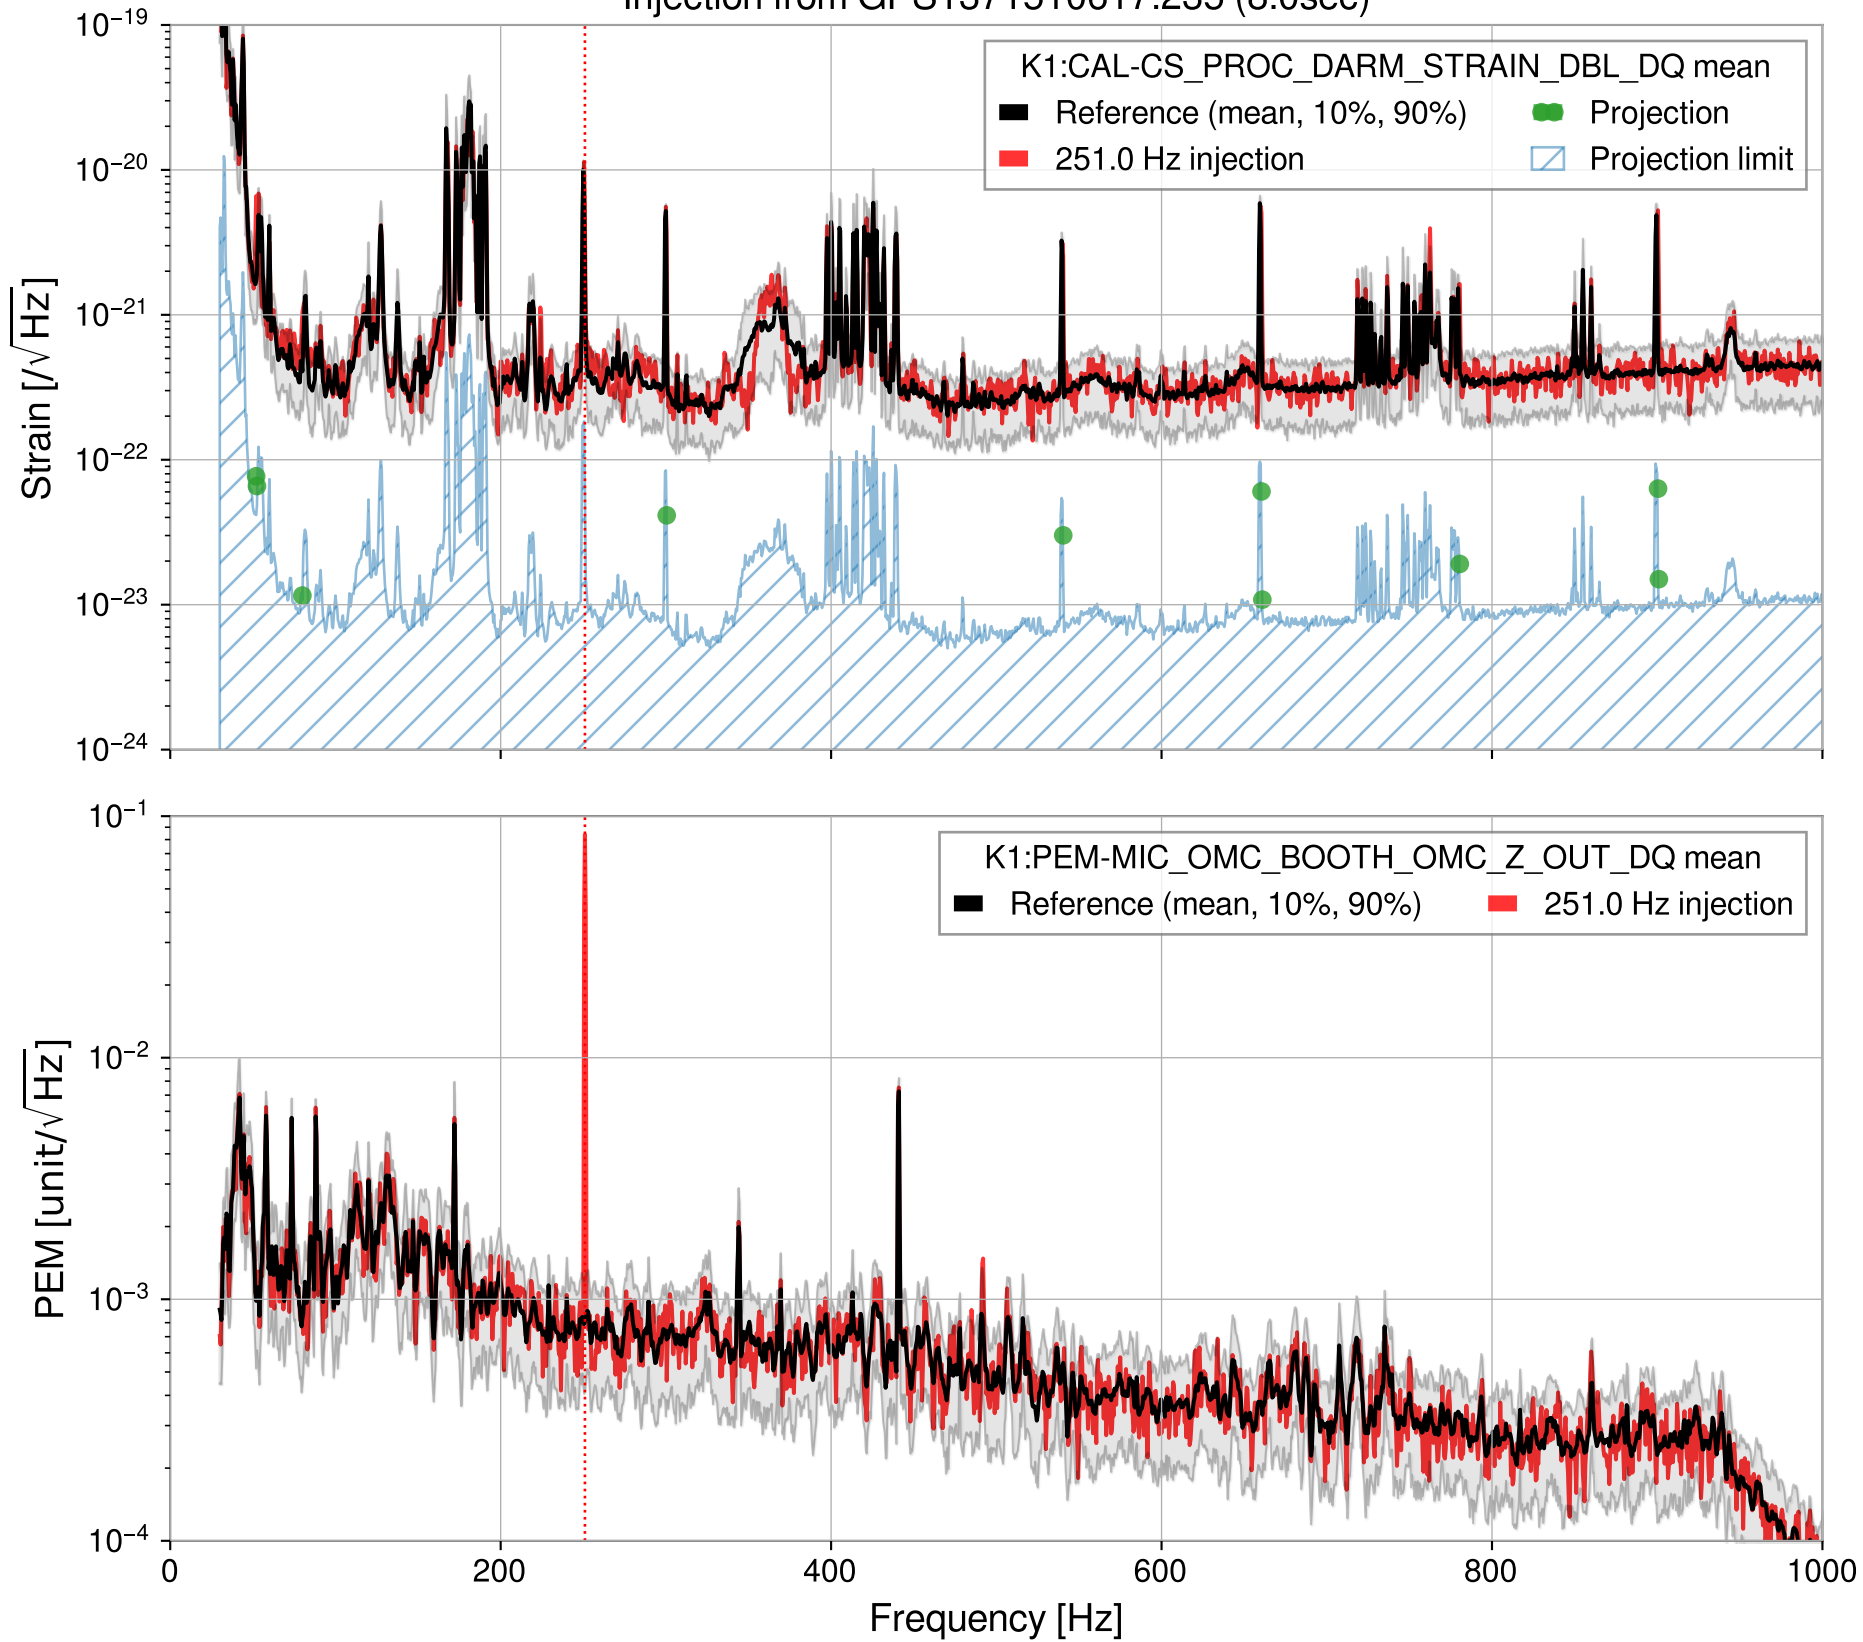 10⁻¹⁹
10⁻²⁰
10⁻²¹
10⁻²²
10⁻²³
10⁻²⁴
Strain [/√Hz]
K1:CAL-CS_PROC_DARM_STRAIN_DBL_DQ mean
Reference (mean, 10%, 90%)
Projection
251.0 Hz injection
Projection limit
10⁻¹
10⁻²
10⁻³
10⁻⁴
PEM [unit/√Hz]
K1:PEM-MIC_OMC_BOOTH_OMC_Z_OUT_DQ mean
Reference (mean, 10%, 90%)
251.0 Hz injection
0 200 400 600 800 1000
Frequency [Hz]